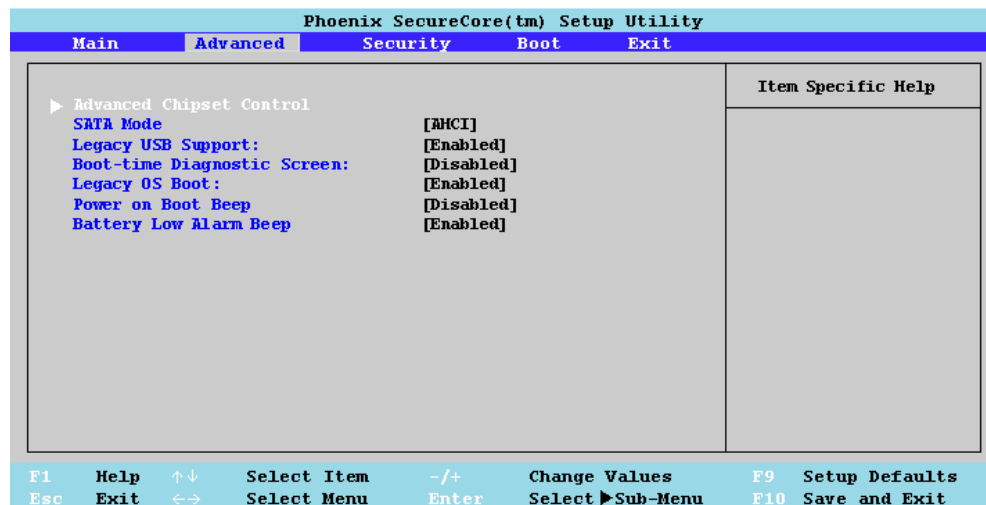 Phoenix SecureCore(tm) Setup Utility
Main Advanced Security Boot Exit
Item Specific Help
▶ Advanced Chipset Control
SATA Mode [AHCI]
Legacy USB Support: [Enabled]
Boot-time Diagnostic Screen: [Disabled]
Legacy OS Boot: [Enabled]
Power on Boot Beep [Disabled]
Battery Low Alarm Beep [Enabled]
F1 Help ↑↓ Select Item -/+ Change Values F9 Setup Defaults
Esc Exit ←→ Select Menu Enter Select ▶Sub-Menu F10 Save and Exit